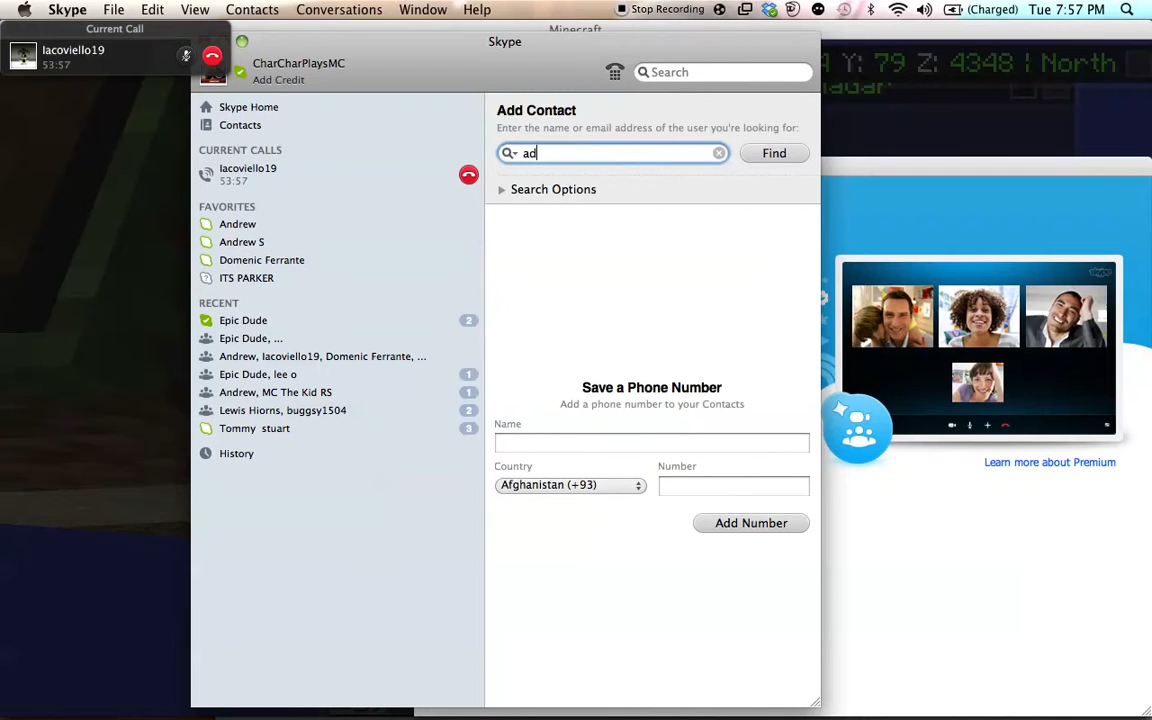 Skype File Edit View Contacts Conversations Window Help Stop Recording (Charged) Tue 7:57 PM
Current Call
Iacoviello19
53:57
Minecraft
Skype
CharCharPlaysMC
Add Credit
Search
Y: 79 Z: 4348 | North
Skype Home
Contacts
CURRENT CALLS
Iacoviello19
53:57
FAVORITES
Andrew
Andrew S
Domenic Ferrante
ITS PARKER
RECENT
Epic Dude 2
Epic Dude, ...
Andrew, Iacoviello19, Domenic Ferrante, ...
Epic Dude, lee o 1
Andrew, MC The Kid RS 1
Lewis Hiorns, buggsy1504 2
Tommy stuart 3
History
Add Contact
Enter the name or email address of the user you're looking for:
ad Find
Search Options
Save a Phone Number
Add a phone number to your Contacts
Name
Country Number
Afghanistan (+93)
Add Number
skype
Learn more about Premium